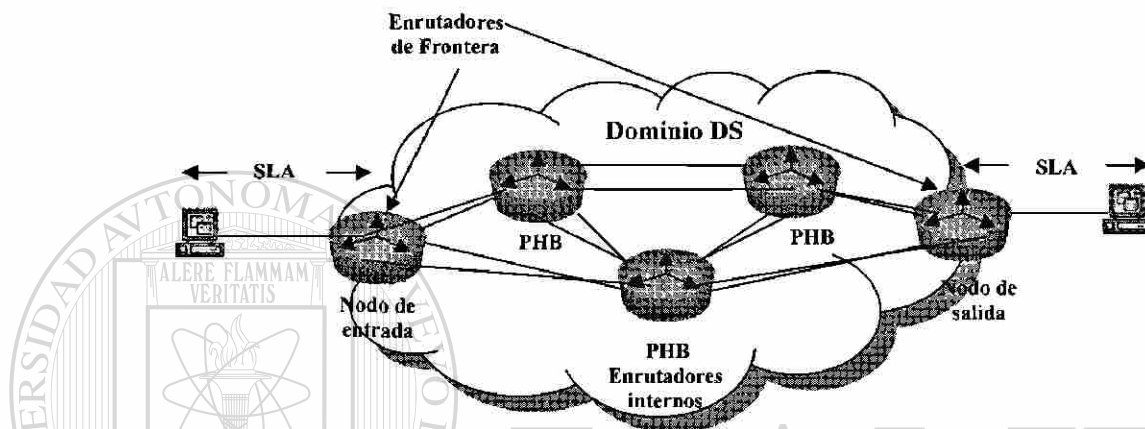 Enrutadores
de Frontera
Dominio DS
SLA
SLA
PHB
PHB
Nodo de
entrada
Nodo de
salida
PHB
Enrutadores
internos
ALERE FLAMMAM
VERITATIS